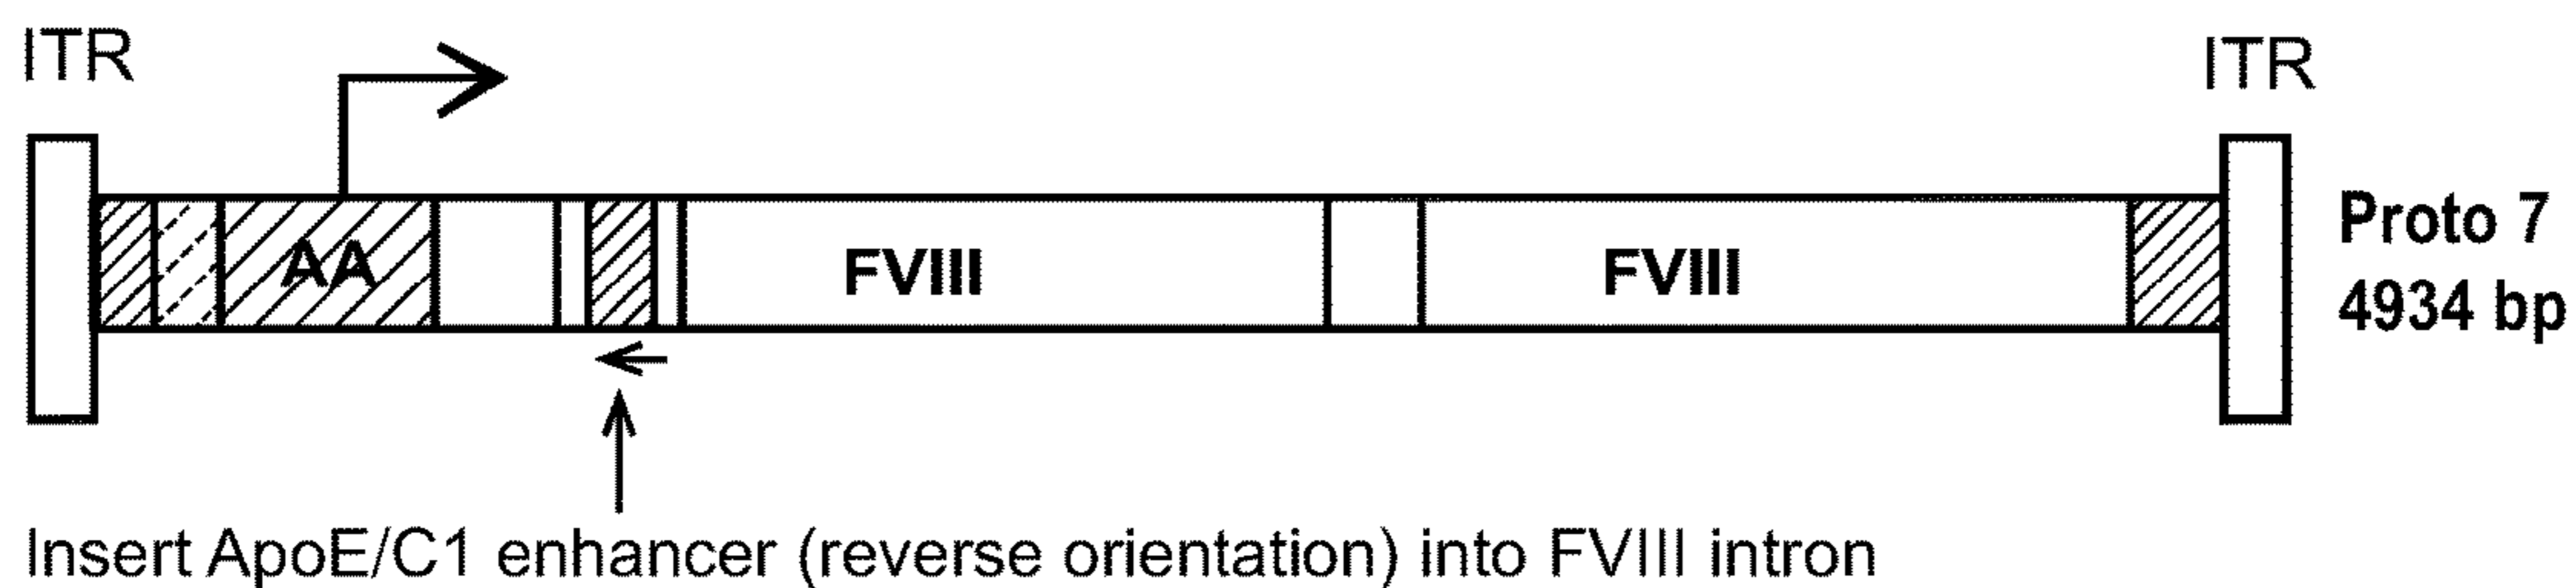 ITR
ITR
AA
FVIII
FVIII
Proto 7
4934 bp
Insert ApoE/C1 enhancer (reverse orientation) into FVIII intron